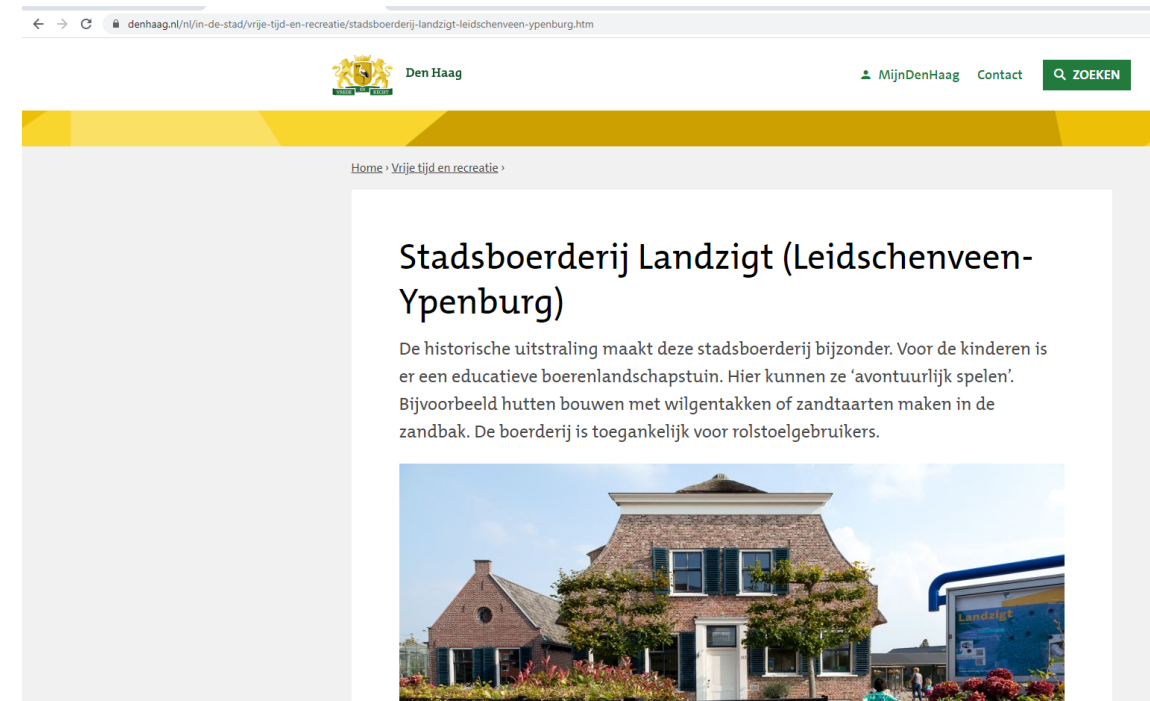 denhaag.nl/nl/in-de-stad/vrije-tijd-en-recreatie/stadsboerderij-landzigt-leidschenveen-ypenburg.htm
VREDE EN RECHT
Den Haag
MijnDenHaag
Contact
ZOEKEN
Home › Vrije tijd en recreatie ›
Stadsboerderij Landzigt (Leidschenveen-
Ypenburg)
De historische uitstraling maakt deze stadsboerderij bijzonder. Voor de kinderen is
er een educatieve boerenlandschapstuin. Hier kunnen ze ‘avontuurlijk spelen’.
Bijvoorbeeld hutten bouwen met wilgentakken of zandtaarten maken in de
zandbak. De boerderij is toegankelijk voor rolstoelgebruikers.
Landzigt